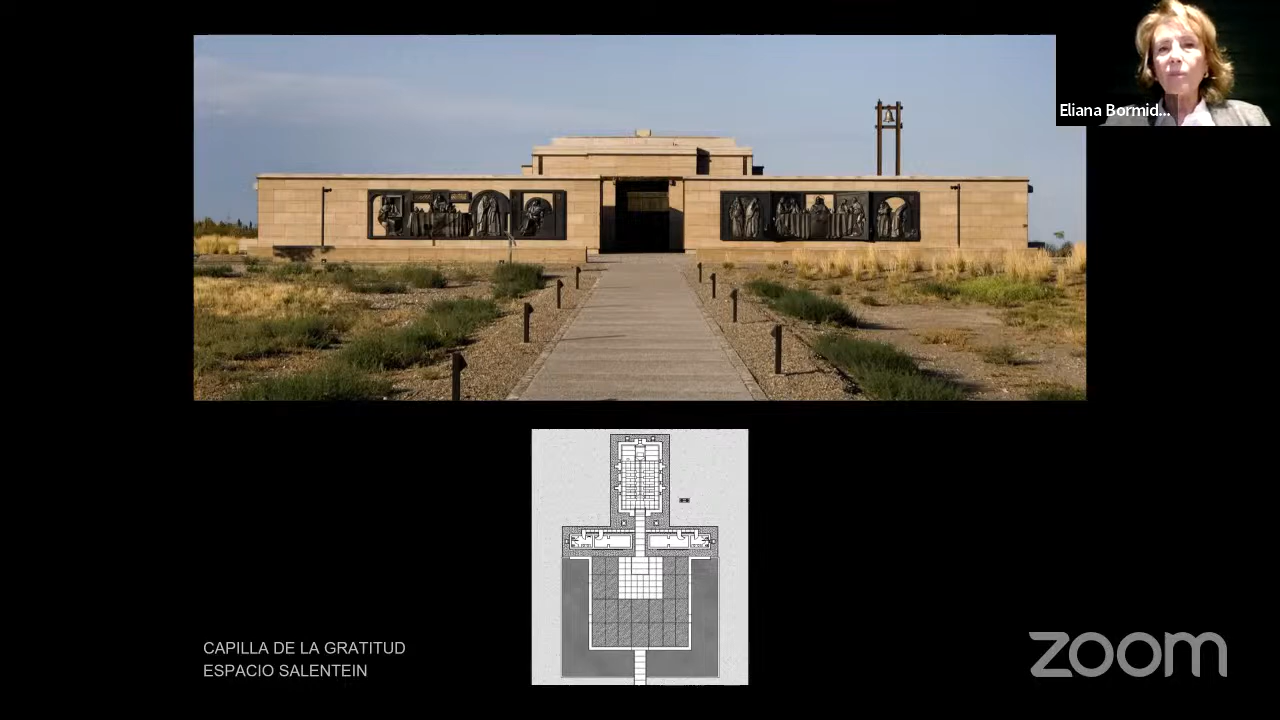 Eliana Bormid...
CAPILLA DE LA GRATITUD
ESPACIO SALENTEIN
zoom